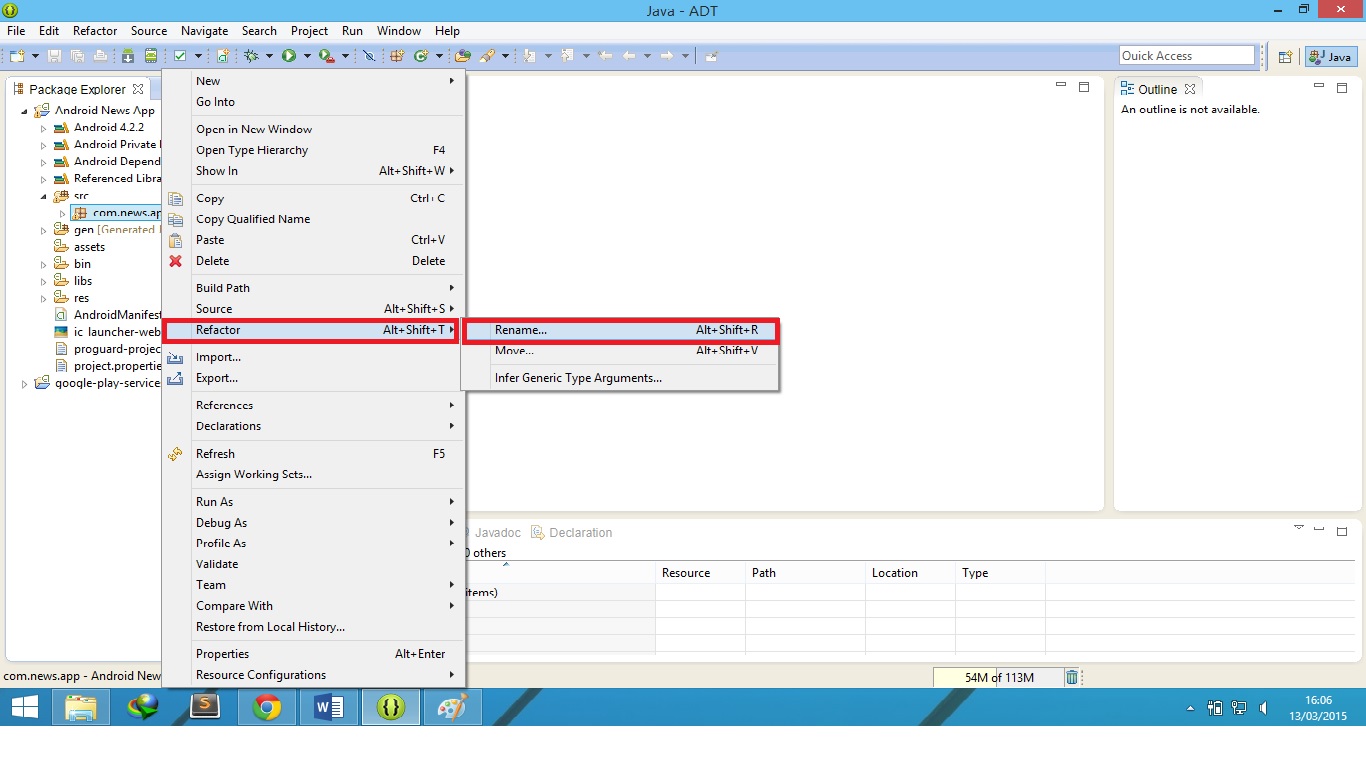 Java - ADT
File Edit Refactor Source Navigate Search Project Run Window Help
Quick Access
Java
Package Explorer
Android News App
Android 4.2.2
Android Private
Android Depend
Referenced Libra
src
com.news.ap
gen [Generated
assets
bin
libs
res
AndroidManifest
ic_launcher-web
proguard-projec
project.propertie
google-play-service
New
Go Into
Open in New Window
Open Type Hierarchy F4
Show In Alt+Shift+W
Copy Ctrl+C
Copy Qualified Name
Paste Ctrl+V
Delete Delete
Build Path
Source Alt+Shift+S
Refactor Alt+Shift+T
Import...
Export...
References
Declarations
Refresh F5
Assign Working Sets...
Run As
Debug As
Profile As
Validate
Team
Compare With
Restore from Local History...
Properties Alt+Enter
Resource Configurations
Rename... Alt+Shift+R
Move... Alt+Shift+V
Infer Generic Type Arguments...
Outline
An outline is not available.
Javadoc Declaration
0 others
Resource Path Location Type
items)
com.news.app - Android New
54M of 113M
16:06
13/03/2015